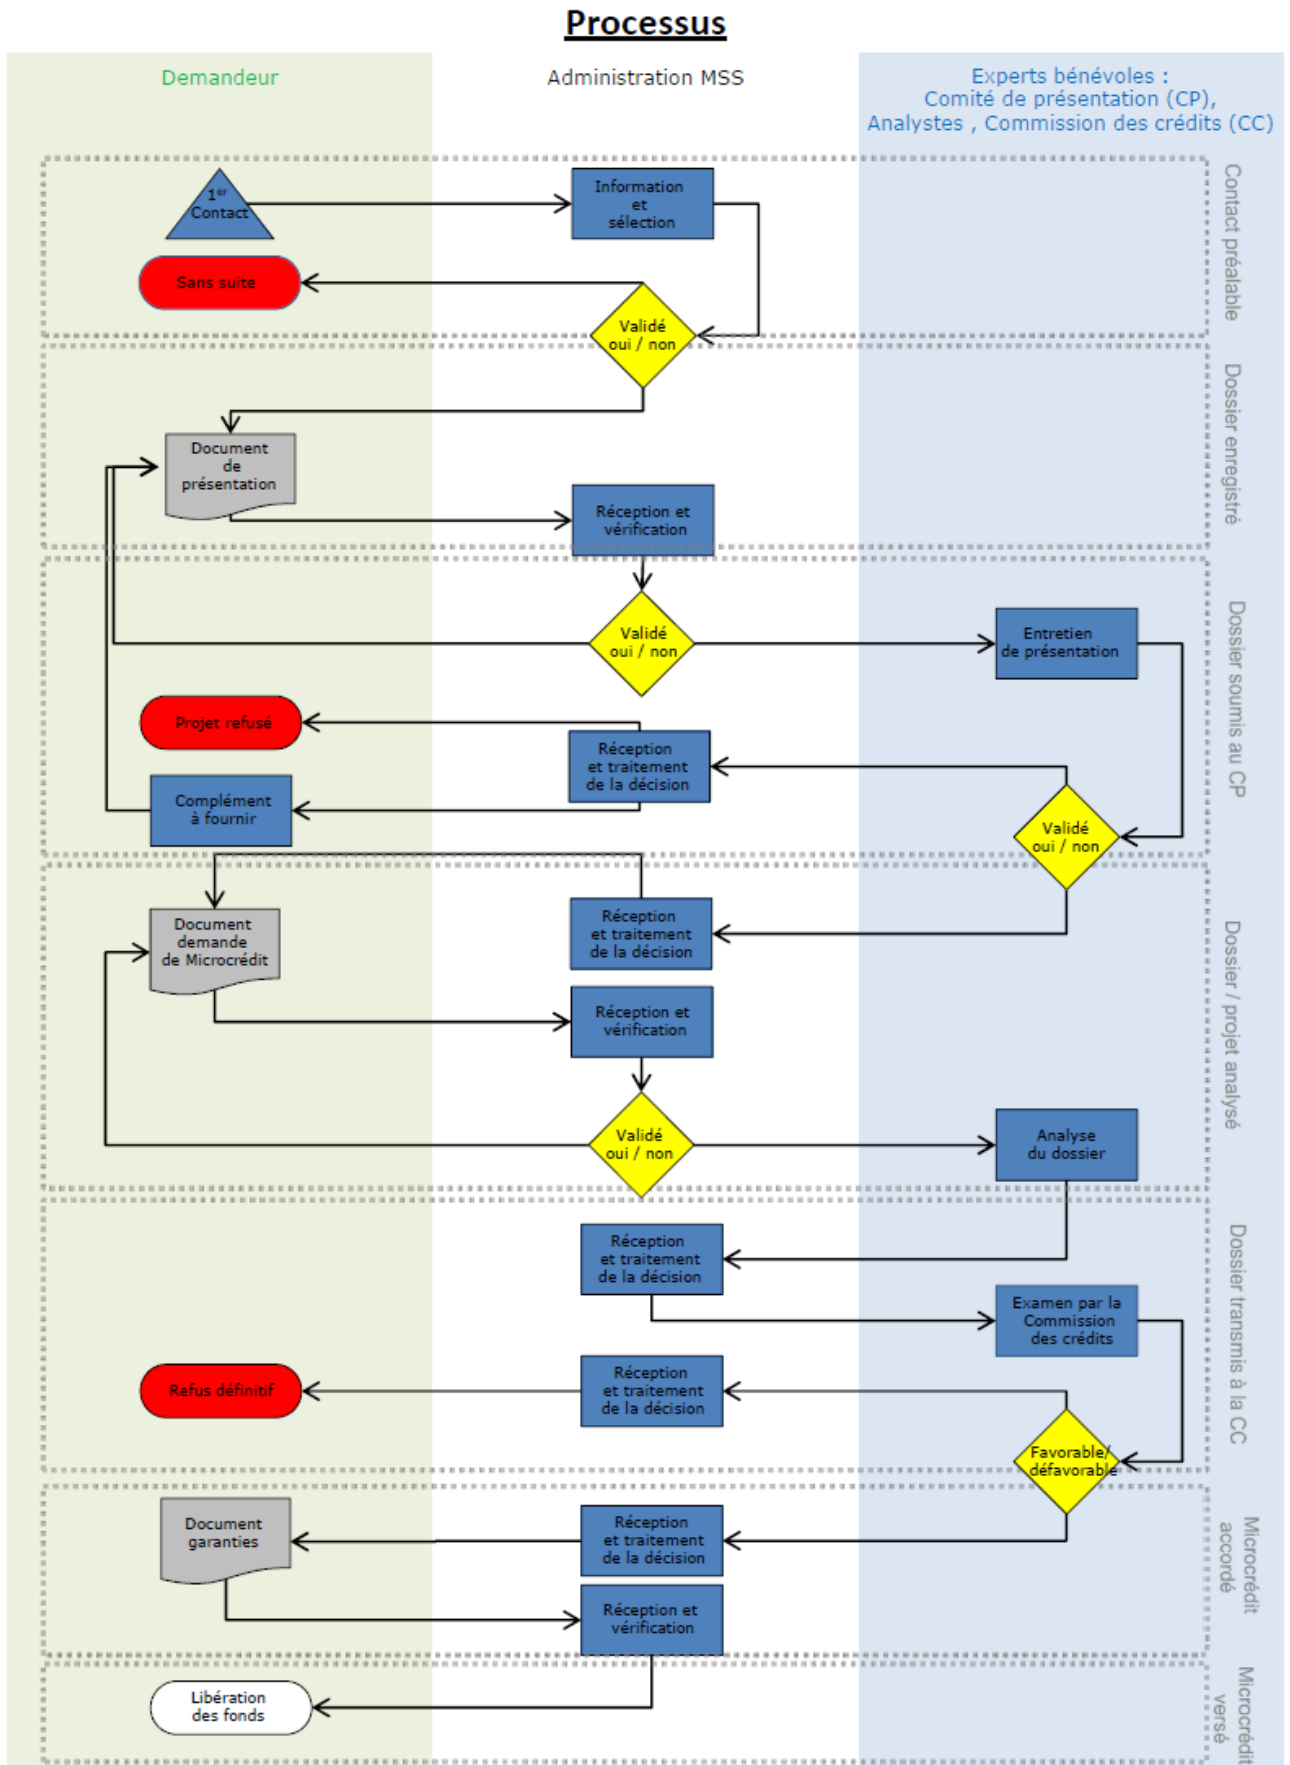 Processus
Demandeur
Administration MSS
Experts bénévoles :
Comité de présentation (CP),
Analystes , Commission des crédits (CC)
Contact préalable
1er
Contact
Information
et
sélection
Sans suite
Validé
oui / non
Dossier enregistré
Document
de
présentation
Réception et
vérification
Dossier soumis au CP
Validé
oui / non
Entretien
de présentation
Projet refusé
Réception
et traitement
de la décision
Complément
à fournir
Validé
oui / non
Dossier / projet analysé
Document
demande
de Microcrédit
Réception
et traitement
de la décision
Réception et
vérification
Validé
oui / non
Analyse
du dossier
Dossier transmis à la CC
Réception
et traitement
de la décision
Examen par la
Commission
des crédits
Refus définitif
Réception
et traitement
de la décision
Favorable/
défavorable
Microcrédit
accordé
Document
garanties
Réception
et traitement
de la décision
Réception et
vérification
Microcrédit
versé
Libération
des fonds